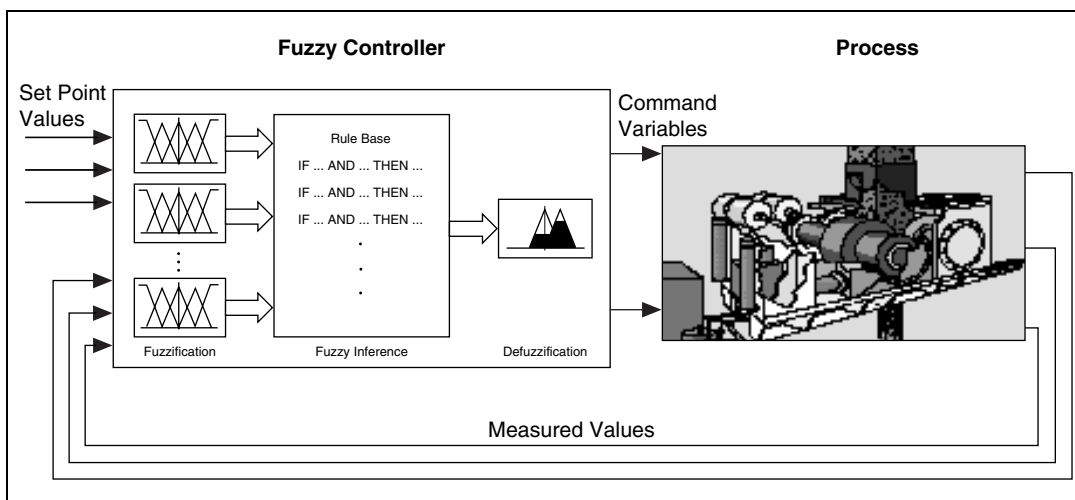 Fuzzy Controller
Process
Set Point
Values
Command
Variables
Rule Base
IF ... AND ... THEN ...
IF ... AND ... THEN ...
IF ... AND ... THEN ...
Fuzzification
Fuzzy Inference
Defuzzification
Measured Values